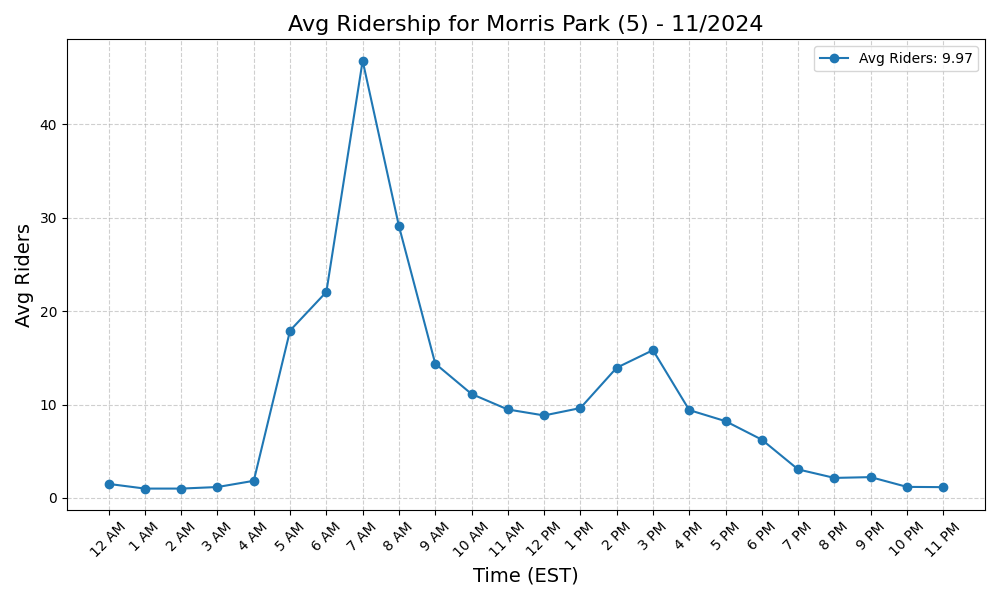 Avg Ridership for Morris Park (5) - 11/2024
Avg Riders: 9.97
Avg Riders
40
30
20
10
0
12 AM
1 AM
2 AM
3 AM
4 AM
5 AM
6 AM
7 AM
8 AM
9 AM
10 AM
11 AM
12 PM
1 PM
2 PM
3 PM
4 PM
5 PM
6 PM
7 PM
8 PM
9 PM
10 PM
11 PM
Time (EST)